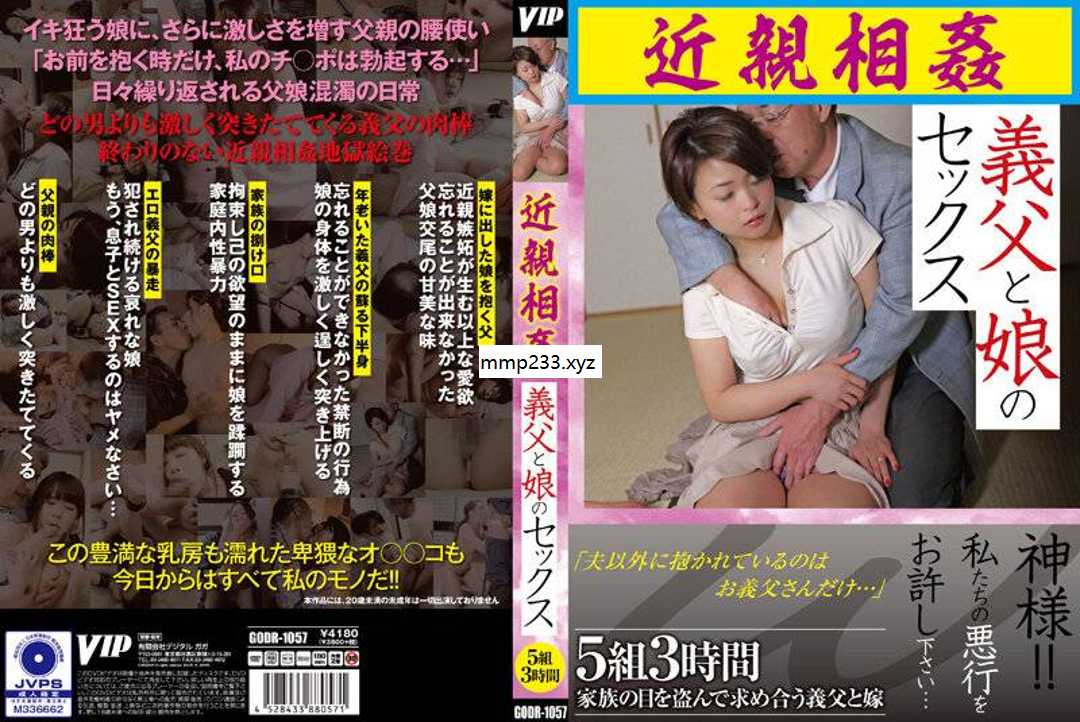 イキ狂う娘に、さらに激しさを増す父親の腰使い
「お前を抱く時だけ、私のチ◯ポは勃起する…」
日々繰り返される父娘混濁の日常
どの男よりも激しく突きたててくる義父の肉棒
終わりのない近親相姦地獄絵巻
嫁に出した娘を抱く父
近親嫉妬が生む以上な愛欲
忘れることが出来なかった
父娘交尾の甘美な味
年老いた義父の蘇る下半身
忘れることができなかった禁断の行為
娘の身体を激しく逞しく突き上げる
家族の捌け口
拘束し己の欲望のままに娘を蹂躙する
家庭内性暴力
エロ義父の暴走
犯され続ける哀れな娘
もう、息子とSEXするのはヤメなさい…
父親の肉棒
どの男よりも激しく突きたててくる
この豊満な乳房も濡れた卑猥なオ◯◯コも
今日からはすべて私のモノだ!!
本作品には、20歳未満の未成年は一切出演しておりません
JVPS
成人指定
M336662
VIP
有限会社デジタル ガガ
GODR-1057
¥4180
4 528433 880571
VIP
近親相姦
義父と娘のセックス
5組
3時間
GODR-1057
mmp233.xyz
近親相姦
義父と娘の
セックス
「夫以外に抱かれているのは
お義父さんだけ…」
神様!!
私たちの悪行を
お許し下さい…
5組3時間
家族の目を盗んで求め合う義父と嫁